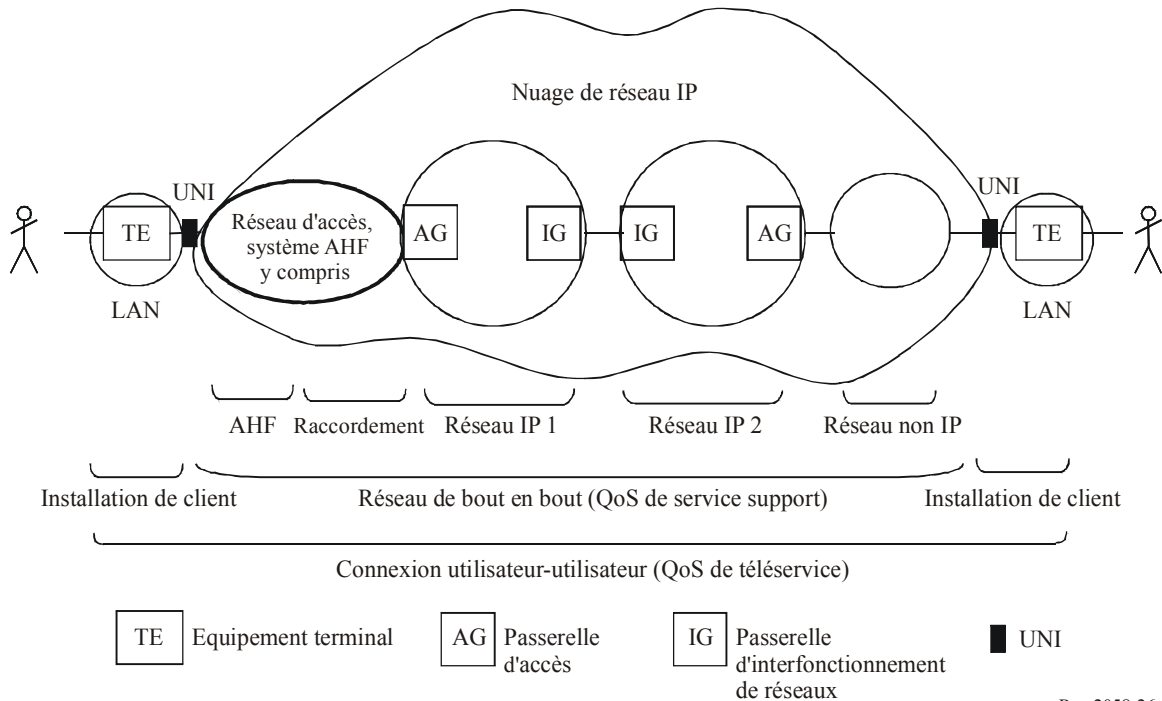 Nuage de réseau IP
UNI
UNI
TE
Réseau d'accès,
système AHF
y compris
AG
IG
IG
AG
TE
LAN
LAN
AHF
Raccordement
Réseau IP 1
Réseau IP 2
Réseau non IP
Installation de client
Réseau de bout en bout (QoS de service support)
Installation de client
Connexion utilisateur-utilisateur (QoS de téléservice)
TE
Equipement terminal
AG
Passerelle
d'accès
IG
Passerelle
d'interfonctionnement
de réseaux
UNI